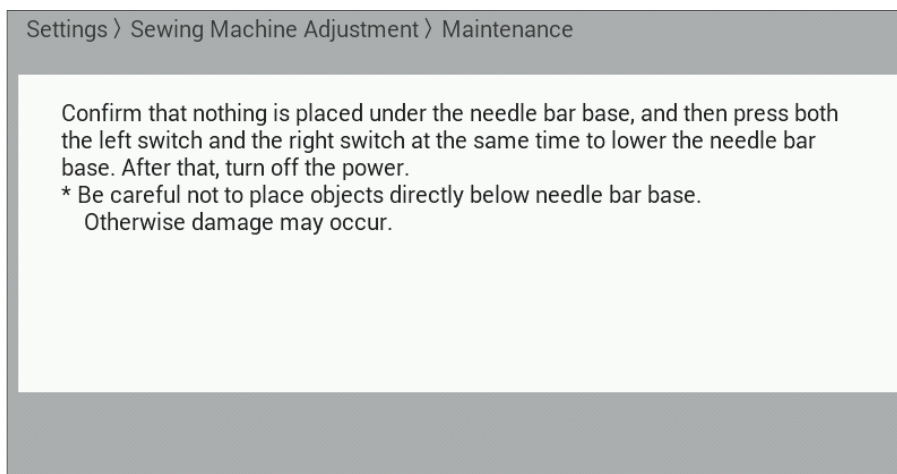 Settings 〉 Sewing Machine Adjustment 〉 Maintenance
Confirm that nothing is placed under the needle bar base, and then press both
the left switch and the right switch at the same time to lower the needle bar
base. After that, turn off the power.
* Be careful not to place objects directly below needle bar base.
Otherwise damage may occur.